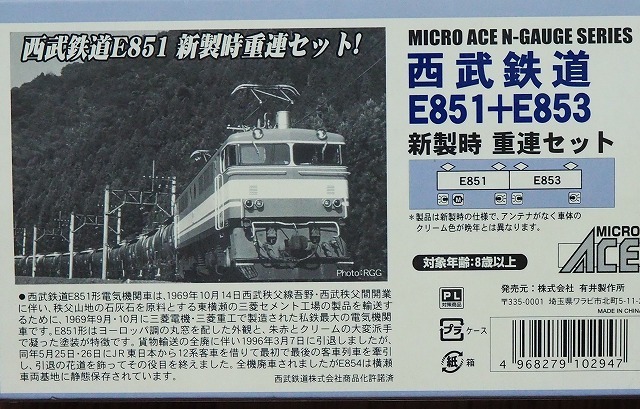 西武鉄道E851 新製時重連セット!
Photo:RGG
●西武鉄道E851形電気機関車は、1969年10月14日西武秩父線吾野・西武秩父間開業
に伴い、秩父山地の石灰石を原料とする東横瀬の三菱セメント工場の製品を輸送す
るために、1969年9月・10月に三菱電機・三菱重工で製造された私鉄最大の電気機関
車です。E851形はヨーロッパ調の丸窓を配した外観と、朱赤とクリームの大変派手
で凝った塗装が特徴です。貨物輸送の全廃に伴い1996年3月7日に引退しましたが、
同年5月25日・26日にJR東日本から12系客車を借りて最初で最後の客車列車を牽引
し、引退の花道を飾ってその役目を終えました。全機廃車されましたがE854は横瀬
車両基地に静態保存されています。
西武鉄道株式会社商品化許諾済
MICRO ACE N-GAUGE SERIES
西武鉄道
E851+E853
新製時 重連セット
E851 E853
M
*製品は新製時の仕様で、アンテナがなく車体の
クリーム色が晩年とは異なります。
MICRO
ACE
対象年齢:8歳以上
発売元:株式会社 有井製作所
〒335-0001 埼玉県ワラビ市北町5-11-
MADE IN CHINA
PL
対策商品
プラ ケース
紙 箱
4 968279 102947